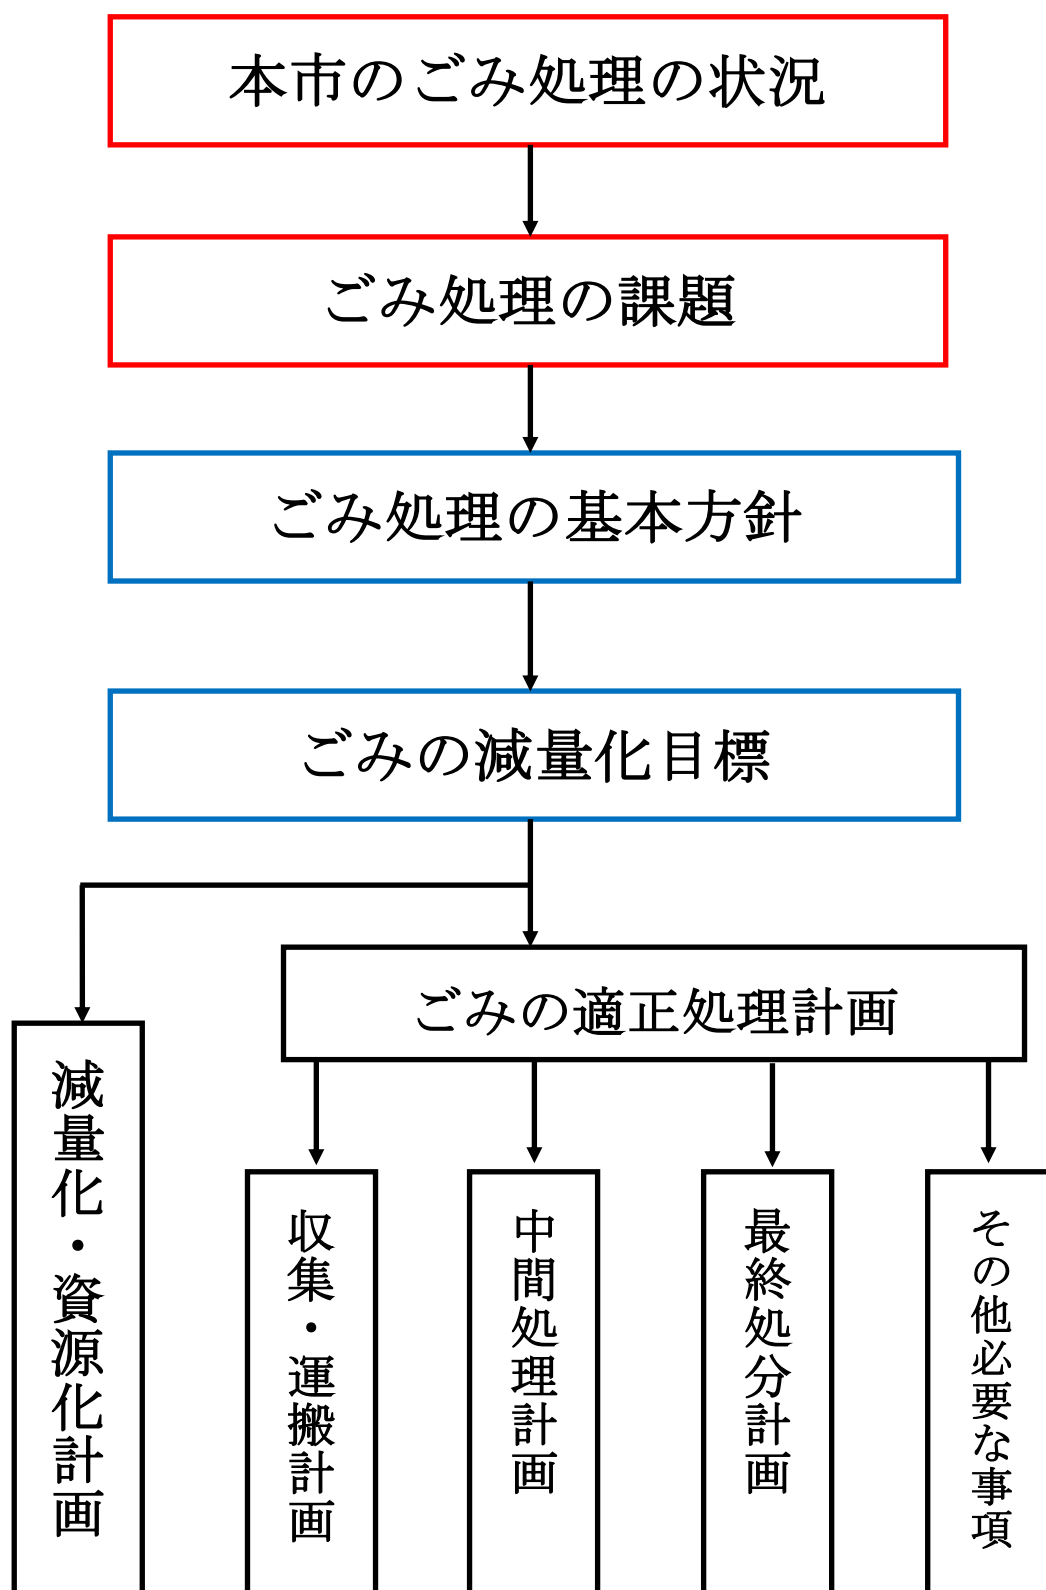 本市のごみ処理の状況
ごみ処理の課題
ごみ処理の基本方針
ごみの減量化目標
ごみの適正処理計画
減量化・資源化計画
収集・運搬計画
中間処理計画
最終処分計画
その他必要な事項